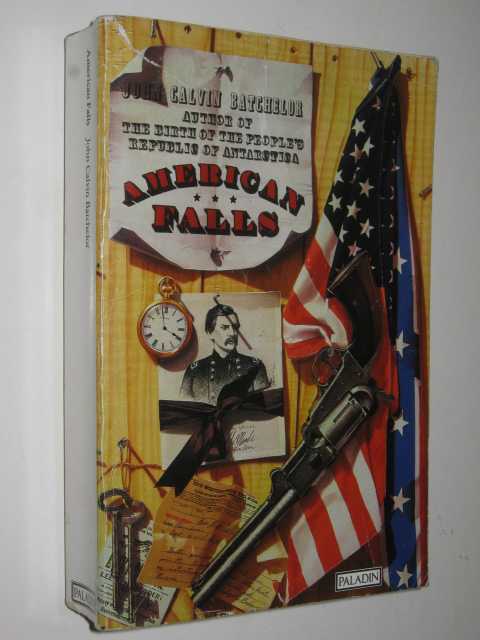 JOHN CALVIN BATCHELOR
AUTHOR OF
THE BIRTH OF THE PEOPLE'S
REPUBLIC OF ANTARCTICA
AMERICAN
FALLS
PALADIN
American Falls John Calvin Batchelor
PALADIN